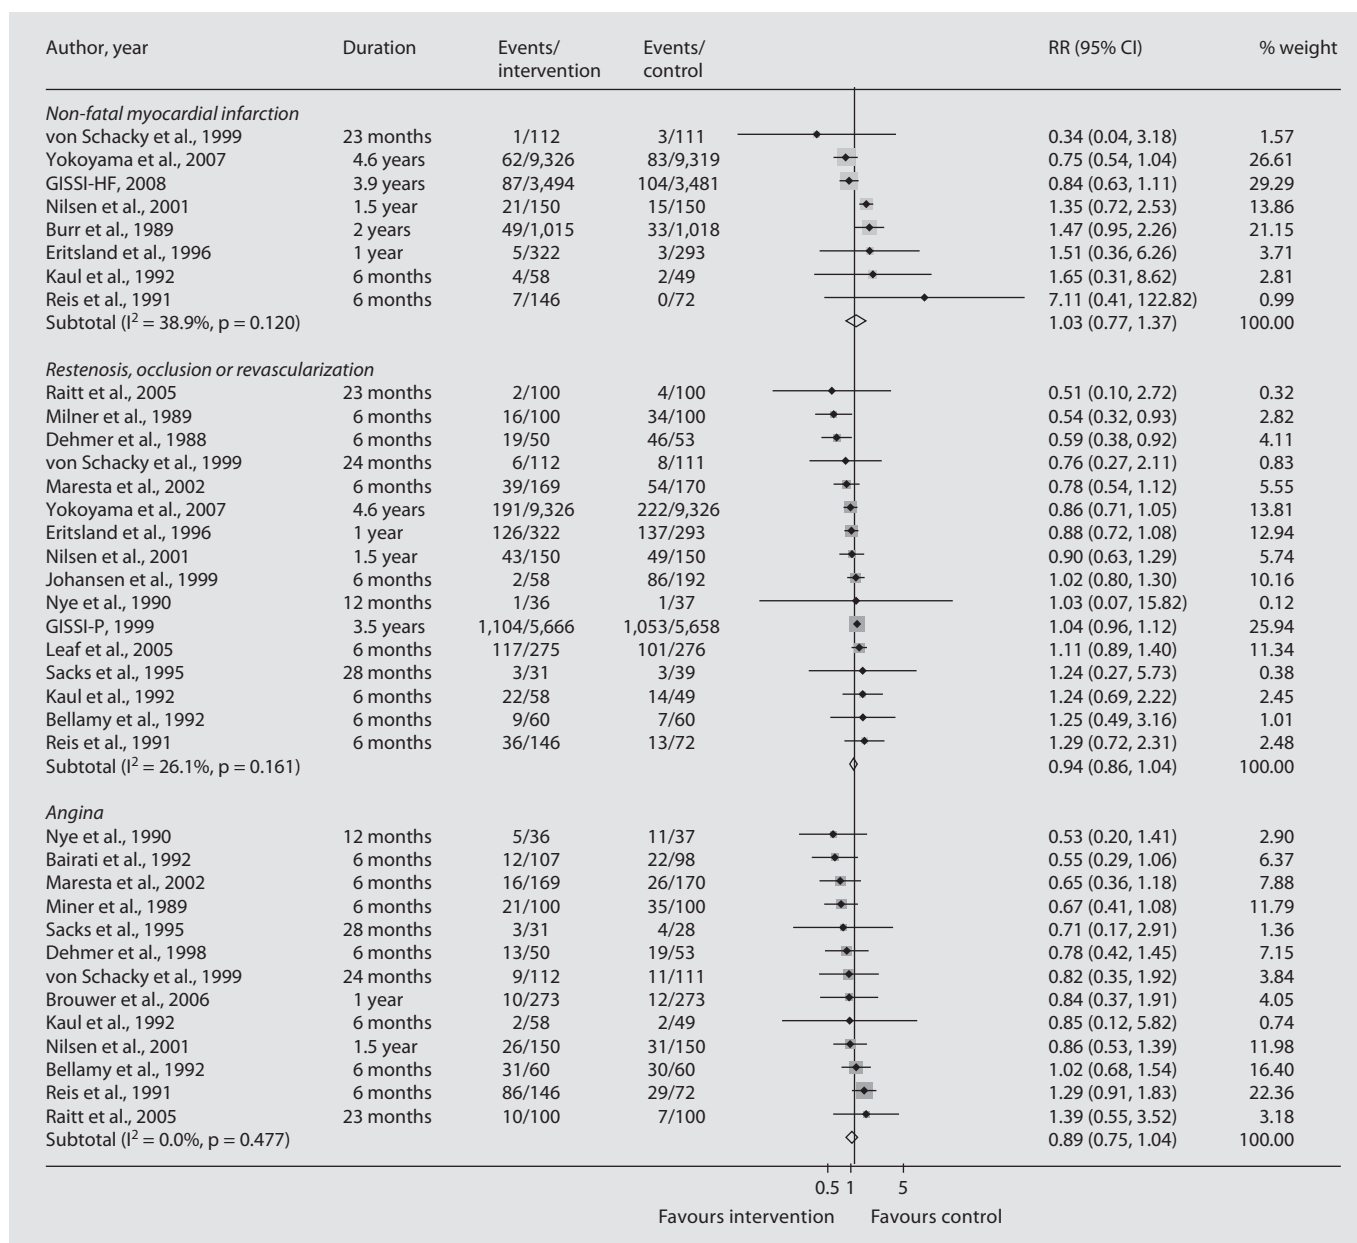 Author, year Duration Events/ intervention Events/ control RR (95% CI) % weight
Non-fatal myocardial infarction
von Schacky et al., 1999 23 months 1/112 3/111 0.34 (0.04, 3.18) 1.57
Yokoyama et al., 2007 4.6 years 62/9,326 83/9,319 0.75 (0.54, 1.04) 26.61
GISSI-HF, 2008 3.9 years 87/3,494 104/3,481 0.84 (0.63, 1.11) 29.29
Nilsen et al., 2001 1.5 year 21/150 15/150 1.35 (0.72, 2.53) 13.86
Burr et al., 1989 2 years 49/1,015 33/1,018 1.47 (0.95, 2.26) 21.15
Eritsland et al., 1996 1 year 5/322 3/293 1.51 (0.36, 6.26) 3.71
Kaul et al., 1992 6 months 4/58 2/49 1.65 (0.31, 8.62) 2.81
Reis et al., 1991 6 months 7/146 0/72 7.11 (0.41, 122.82) 0.99
Subtotal (I² = 38.9%, p = 0.120) 1.03 (0.77, 1.37) 100.00
Restenosis, occlusion or revascularization
Raitt et al., 2005 23 months 2/100 4/100 0.51 (0.10, 2.72) 0.32
Milner et al., 1989 6 months 16/100 34/100 0.54 (0.32, 0.93) 2.82
Dehmer et al., 1988 6 months 19/50 46/53 0.59 (0.38, 0.92) 4.11
von Schacky et al., 1999 24 months 6/112 8/111 0.76 (0.27, 2.11) 0.83
Maresta et al., 2002 6 months 39/169 54/170 0.78 (0.54, 1.12) 5.55
Yokoyama et al., 2007 4.6 years 191/9,326 222/9,326 0.86 (0.71, 1.05) 13.81
Eritsland et al., 1996 1 year 126/322 137/293 0.88 (0.72, 1.08) 12.94
Nilsen et al., 2001 1.5 year 43/150 49/150 0.90 (0.63, 1.29) 5.74
Johansen et al., 1999 6 months 2/58 86/192 1.02 (0.80, 1.30) 10.16
Nye et al., 1990 12 months 1/36 1/37 1.03 (0.07, 15.82) 0.12
GISSI-P, 1999 3.5 years 1,104/5,666 1,053/5,658 1.04 (0.96, 1.12) 25.94
Leaf et al., 2005 6 months 117/275 101/276 1.11 (0.89, 1.40) 11.34
Sacks et al., 1995 28 months 3/31 3/39 1.24 (0.27, 5.73) 0.38
Kaul et al., 1992 6 months 22/58 14/49 1.24 (0.69, 2.22) 2.45
Bellamy et al., 1992 6 months 9/60 7/60 1.25 (0.49, 3.16) 1.01
Reis et al., 1991 6 months 36/146 13/72 1.29 (0.72, 2.31) 2.48
Subtotal (I² = 26.1%, p = 0.161) 0.94 (0.86, 1.04) 100.00
Angina
Nye et al., 1990 12 months 5/36 11/37 0.53 (0.20, 1.41) 2.90
Bairati et al., 1992 6 months 12/107 22/98 0.55 (0.29, 1.06) 6.37
Maresta et al., 2002 6 months 16/169 26/170 0.65 (0.36, 1.18) 7.88
Miner et al., 1989 6 months 21/100 35/100 0.67 (0.41, 1.08) 11.79
Sacks et al., 1995 28 months 3/31 4/28 0.71 (0.17, 2.91) 1.36
Dehmer et al., 1998 6 months 13/50 19/53 0.78 (0.42, 1.45) 7.15
von Schacky et al., 1999 24 months 9/112 11/111 0.82 (0.35, 1.92) 3.84
Brouwer et al., 2006 1 year 10/273 12/273 0.84 (0.37, 1.91) 4.05
Kaul et al., 1992 6 months 2/58 2/49 0.85 (0.12, 5.82) 0.74
Nilsen et al., 2001 1.5 year 26/150 31/150 0.86 (0.53, 1.39) 11.98
Bellamy et al., 1992 6 months 31/60 30/60 1.02 (0.68, 1.54) 16.40
Reis et al., 1991 6 months 86/146 29/72 1.29 (0.91, 1.83) 22.36
Raitt et al., 2005 23 months 10/100 7/100 1.39 (0.55, 3.52) 3.18
Subtotal (I² = 0.0%, p = 0.477) 0.89 (0.75, 1.04) 100.00
0.5 1 5
Favours intervention Favours control